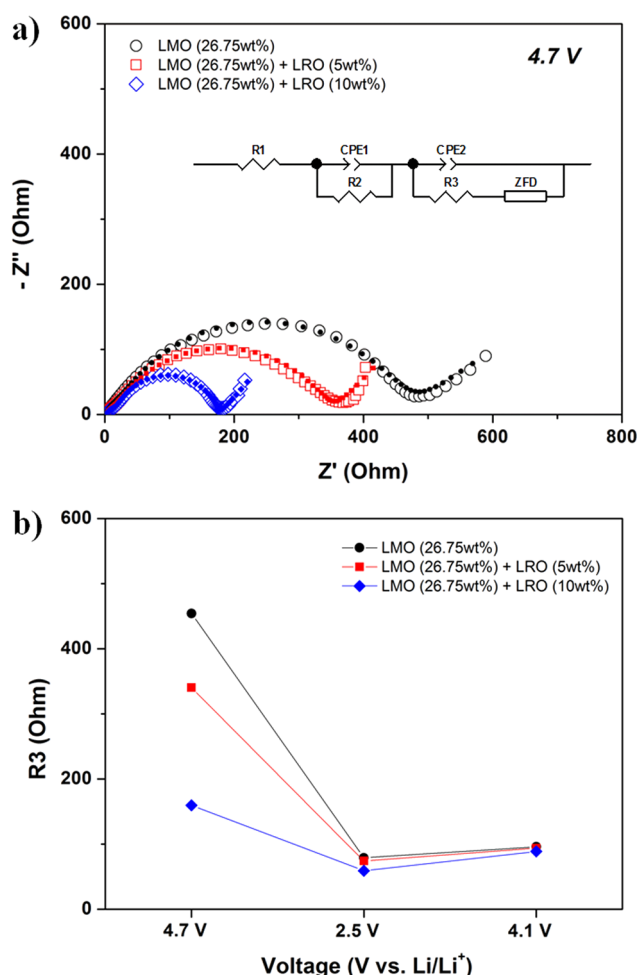 a)
LMO (26.75wt%)
LMO (26.75wt%) + LRO (5wt%)
LMO (26.75wt%) + LRO (10wt%)
4.7 V
R1 CPE1 CPE2
R2 R3 ZFD
600
400
200
0
- Z'' (Ohm)
0 200 400 600 800
Z' (Ohm)
b)
LMO (26.75wt%)
LMO (26.75wt%) + LRO (5wt%)
LMO (26.75wt%) + LRO (10wt%)
600
400
200
0
R3 (Ohm)
4.7 V 2.5 V 4.1 V
Voltage (V vs. Li/Li⁺)